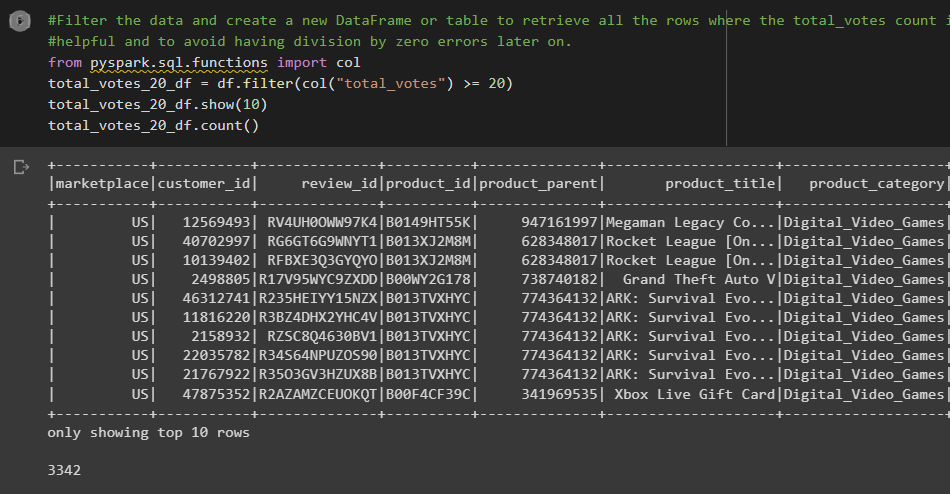 #Filter the data and create a new DataFrame or table to retrieve all the rows where the total_votes count
#helpful and to avoid having division by zero errors later on.
from pyspark.sql.functions import col
total_votes_20_df = df.filter(col("total_votes") >= 20)
total_votes_20_df.show(10)
total_votes_20_df.count()
+-----------+-----------+--------------+----------+--------------+--------------------+-------------------
|marketplace|customer_id|     review_id|product_id|product_parent|       product_title|   product_category|
+-----------+-----------+--------------+----------+--------------+--------------------+-------------------
|         US|   12569493| RV4UH0OWW97K4|B0149HT55K|     947161997|Megaman Legacy Co...|Digital_Video_Games|
|         US|   40702997| RG6GT6G9WNYT1|B013XJ2M8M|     628348017|Rocket League [On...|Digital_Video_Games|
|         US|   10139402| RFBXE3Q3GYQYO|B013XJ2M8M|     628348017|Rocket League [On...|Digital_Video_Games|
|         US|    2498805|R17V95WYC9ZXDD|B00WY2G178|     738740182|  Grand Theft Auto V|Digital_Video_Games|
|         US|   46312741|R235HEIYY15NZX|B013TVXHYC|     774364132|ARK: Survival Evo...|Digital_Video_Games|
|         US|   11816220|R3BZ4DHX2YHC4V|B013TVXHYC|     774364132|ARK: Survival Evo...|Digital_Video_Games|
|         US|    2158932| RZSC8Q4630BV1|B013TVXHYC|     774364132|ARK: Survival Evo...|Digital_Video_Games|
|         US|   22035782|R34S64NPUZOS90|B013TVXHYC|     774364132|ARK: Survival Evo...|Digital_Video_Games|
|         US|   21767922|R35O3GV3HZUX8B|B013TVXHYC|     774364132|ARK: Survival Evo...|Digital_Video_Games|
|         US|   47875352|R2AZAMZCEUOKQT|B00F4CF39C|     341969535| Xbox Live Gift Card|Digital_Video_Games|
+-----------+-----------+--------------+----------+--------------+--------------------+-------------------
only showing top 10 rows
3342